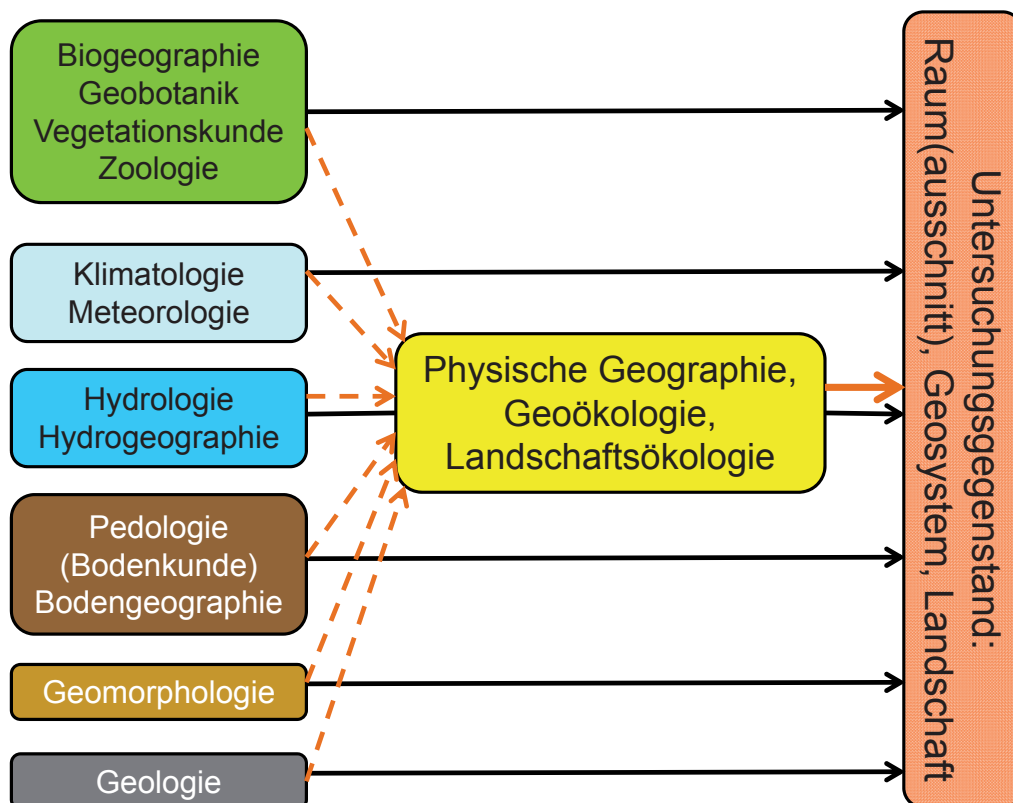 Biogeographie
Geobotanik
Vegetationskunde
Zoologie
Klimatologie
Meteorologie
Hydrologie
Hydrogeographie
Pedologie
(Bodenkunde)
Bodengeographie
Geomorphologie
Geologie
Physische Geographie,
Geoökologie,
Landschaftsökologie
Untersuchungsgegenstand:
Raum(ausschnitt), Geosystem, Landschaft